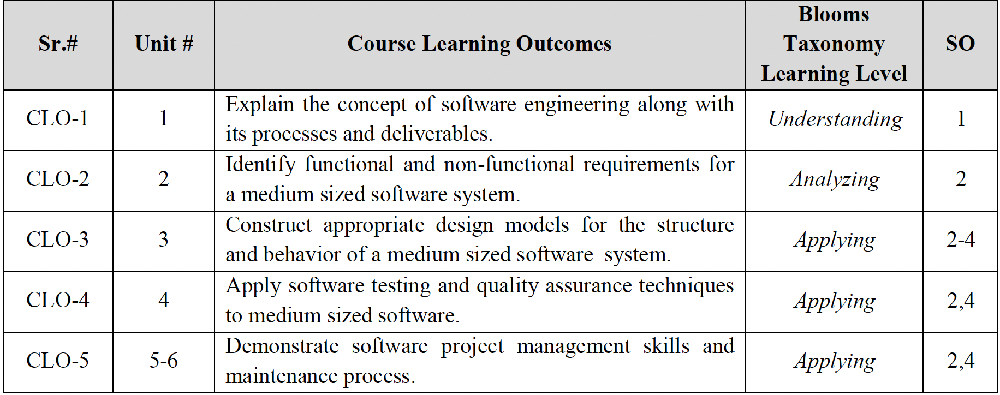 Sr.# Unit # Course Learning Outcomes Blooms Taxonomy Learning Level SO
CLO-1 1 Explain the concept of software engineering along with
its processes and deliverables. Understanding 1
CLO-2 2 Identify functional and non-functional requirements for
a medium sized software system. Analyzing 2
CLO-3 3 Construct appropriate design models for the structure
and behavior of a medium sized software system. Applying 2-4
CLO-4 4 Apply software testing and quality assurance techniques
to medium sized software. Applying 2,4
CLO-5 5-6 Demonstrate software project management skills and
maintenance process. Applying 2,4